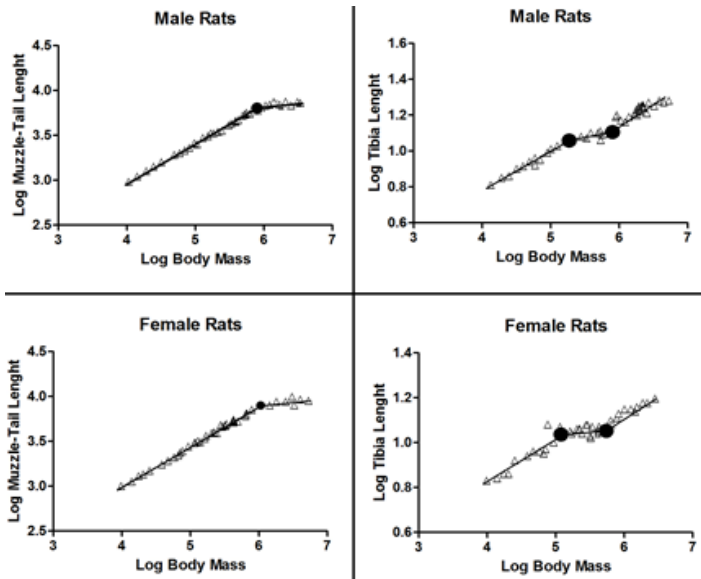 Male Rats
Log Muzzle-Tail Lenght
4.5
4.0
3.5
3.0
2.5
3 4 5 6 7
Log Body Mass
Male Rats
Log Tibia Lenght
1.6
1.4
1.2
1.0
0.8
0.6
3 4 5 6 7
Log Body Mass
Female Rats
Log Muzzle-Tail Lenght
4.5
4.0
3.5
3.0
2.5
3 4 5 6 7
Log Body Mass
Female Rats
Log Tibia Lenght
1.4
1.2
1.0
0.8
0.6
3 4 5 6 7
Log Body Mass